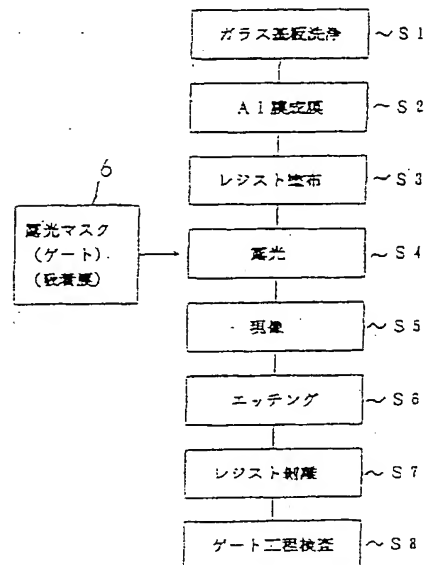 ガラス基板洗浄 ～S1
Al膜成膜 ～S2
レジスト塗布 ～S3
6
露光マスク
(ゲート)
露光 ～S4
現像 ～S5
エッチング ～S6
レジスト剝離 ～S7
ゲート工程検査 ～S8